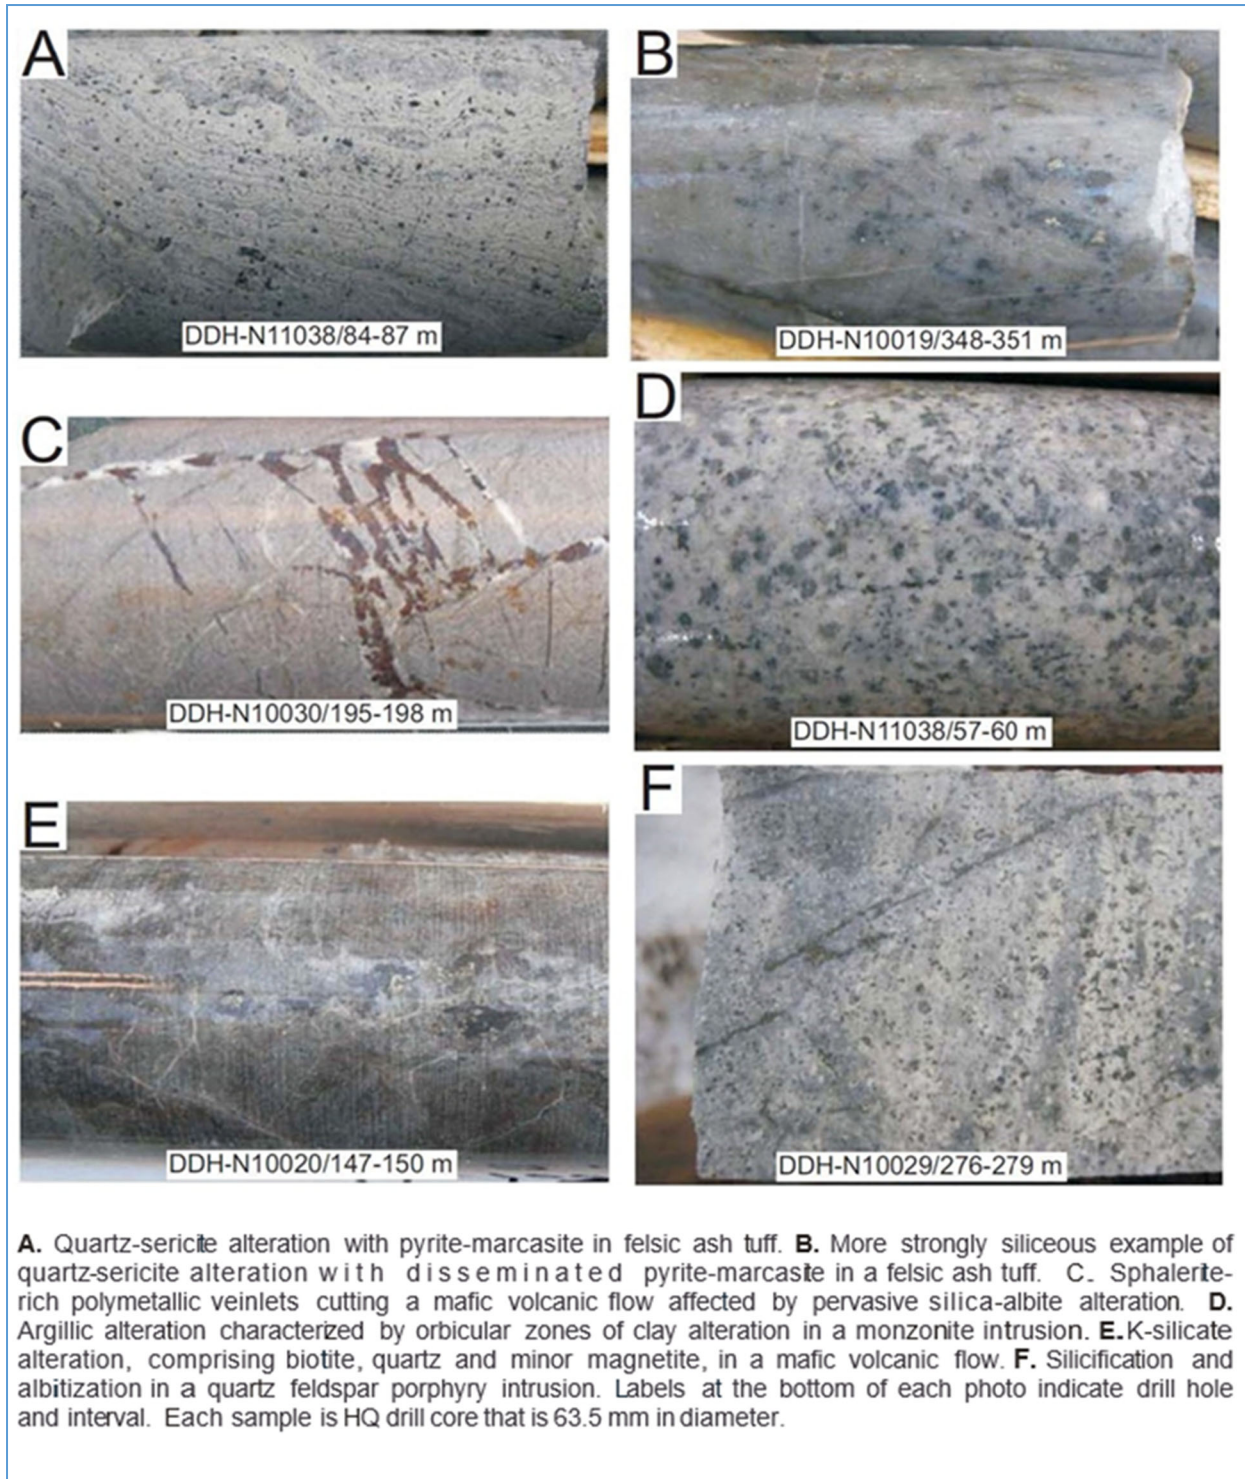 A
B
DDH-N11038/84-87 m
DDH-N10019/348-351 m
C
D
DDH-N10030/195-198 m
DDH-N11038/57-60 m
E
F
DDH-N10020/147-150 m
DDH-N10029/276-279 m
A. Quartz-sericite alteration with pyrite-marcasite in felsic ash tuff. B. More strongly siliceous example of
quartz-sericite alteration with disseminated pyrite-marcasite in a felsic ash tuff. C. Sphalerite-
rich polymetallic veinlets cutting a mafic volcanic flow affected by pervasive silica-albite alteration. D.
Argillic alteration characterized by orbicular zones of clay alteration in a monzonite intrusion. E.K-silicate
alteration, comprising biotite, quartz and minor magnetite, in a mafic volcanic flow. F. Silicification and
albitization in a quartz feldspar porphyry intrusion. Labels at the bottom of each photo indicate drill hole
and interval. Each sample is HQ drill core that is 63.5 mm in diameter.